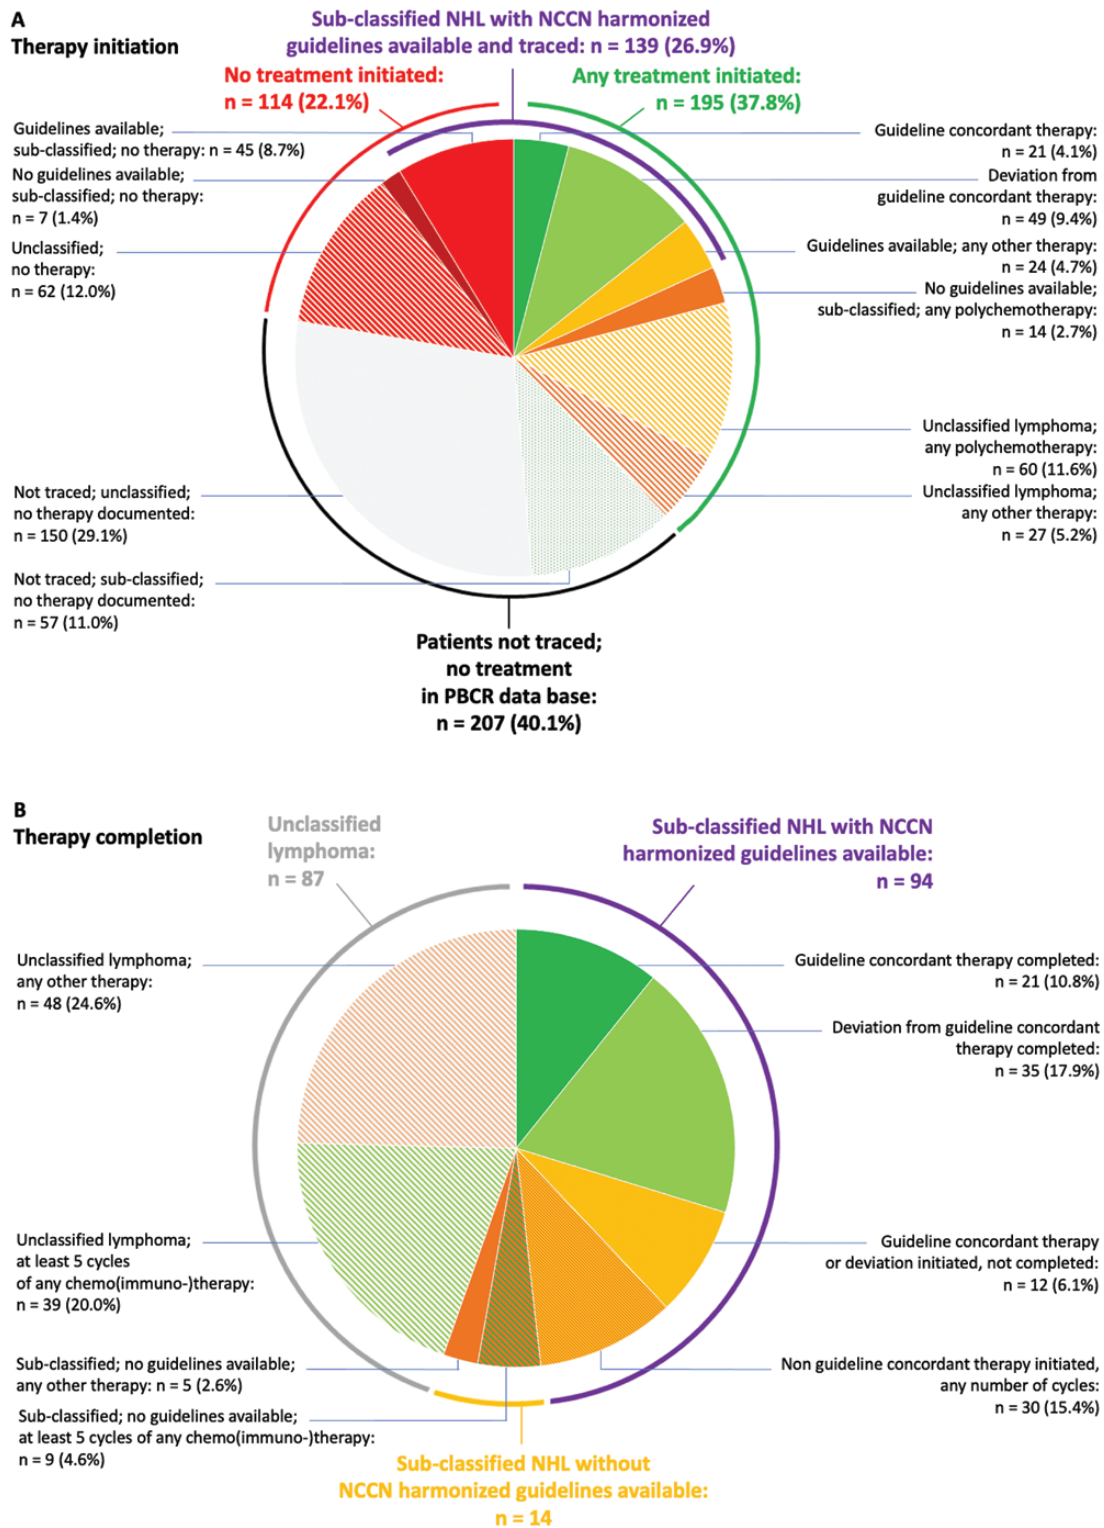 A
Therapy initiation
Sub-classified NHL with NCCN harmonized
guidelines available and traced: n = 139 (26.9%)
No treatment initiated:
n = 114 (22.1%)
Any treatment initiated:
n = 195 (37.8%)
Guidelines available;
sub-classified; no therapy: n = 45 (8.7%)
No guidelines available;
sub-classified; no therapy:
n = 7 (1.4%)
Unclassified;
no therapy:
n = 62 (12.0%)
Guideline concordant therapy:
n = 21 (4.1%)
Deviation from
guideline concordant therapy:
n = 49 (9.4%)
Guidelines available; any other therapy:
n = 24 (4.7%)
No guidelines available;
sub-classified; any polychemotherapy:
n = 14 (2.7%)
Unclassified lymphoma;
any polychemotherapy:
n = 60 (11.6%)
Unclassified lymphoma;
any other therapy:
n = 27 (5.2%)
Not traced; unclassified;
no therapy documented:
n = 150 (29.1%)
Not traced; sub-classified;
no therapy documented:
n = 57 (11.0%)
Patients not traced;
no treatment
in PBCR data base:
n = 207 (40.1%)
B
Therapy completion
Unclassified
lymphoma:
n = 87
Sub-classified NHL with NCCN
harmonized guidelines available:
n = 94
Unclassified lymphoma;
any other therapy:
n = 48 (24.6%)
Guideline concordant therapy completed:
n = 21 (10.8%)
Deviation from guideline concordant
therapy completed:
n = 35 (17.9%)
Unclassified lymphoma;
at least 5 cycles
of any chemo(immuno-)therapy:
n = 39 (20.0%)
Guideline concordant therapy
or deviation initiated, not completed:
n = 12 (6.1%)
Sub-classified; no guidelines available;
any other therapy: n = 5 (2.6%)
Sub-classified; no guidelines available;
at least 5 cycles of any chemo(immuno-)therapy:
n = 9 (4.6%)
Non guideline concordant therapy initiated,
any number of cycles:
n = 30 (15.4%)
Sub-classified NHL without
NCCN harmonized guidelines available:
n = 14